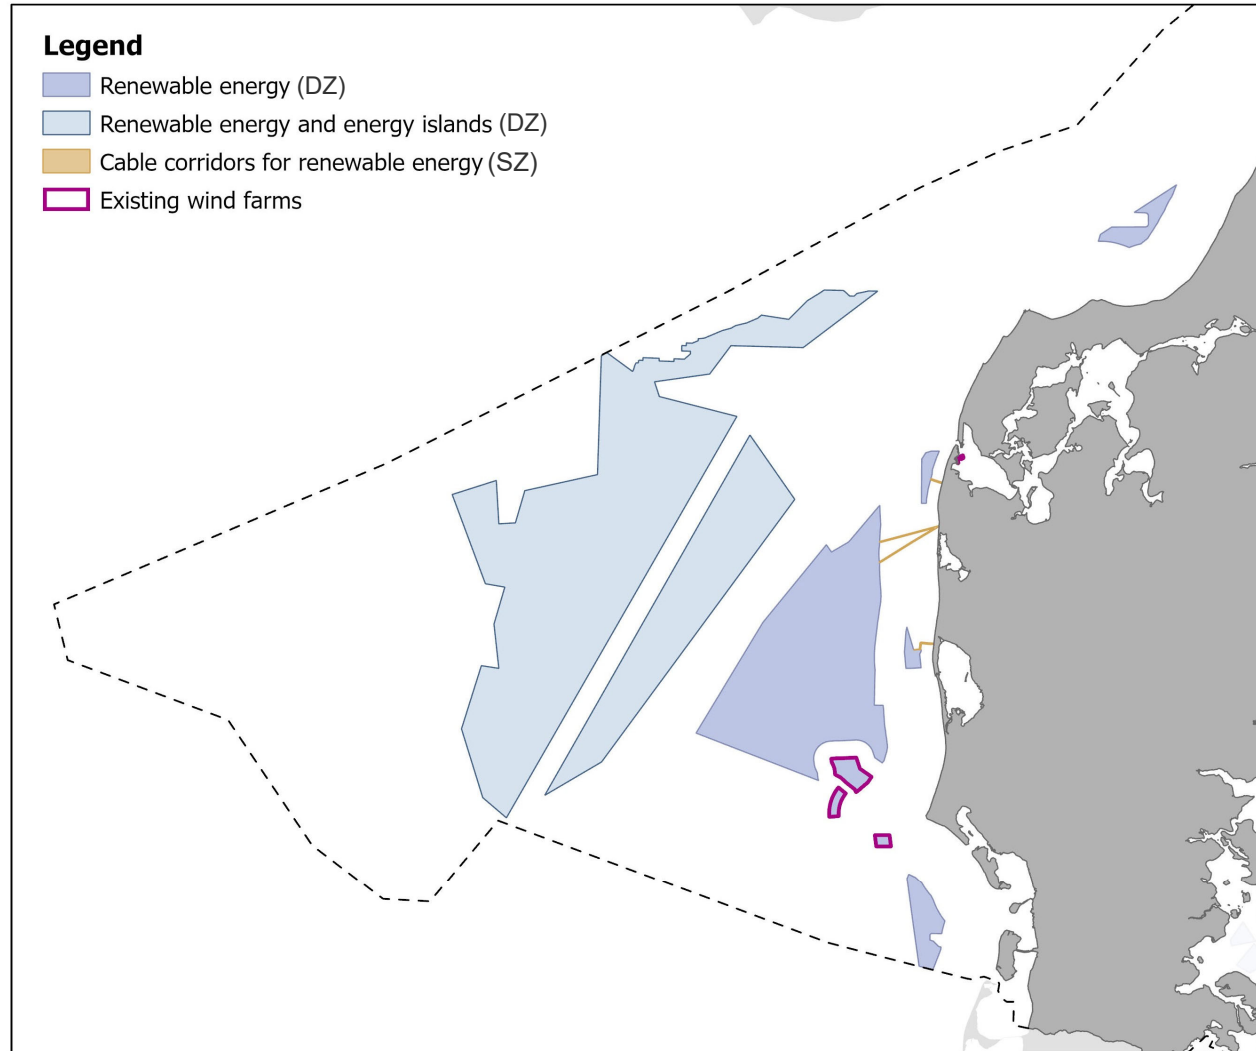 Legend
Renewable energy (DZ)
Renewable energy and energy islands (DZ)
Cable corridors for renewable energy (SZ)
Existing wind farms